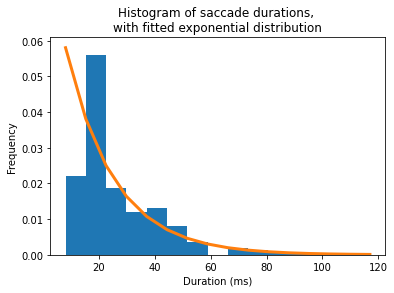 Histogram of saccade durations,
with fitted exponential distribution
0.06
0.05
0.04
0.03
0.02
0.01
0.00
Frequency
20 40 60 80 100 120
Duration (ms)